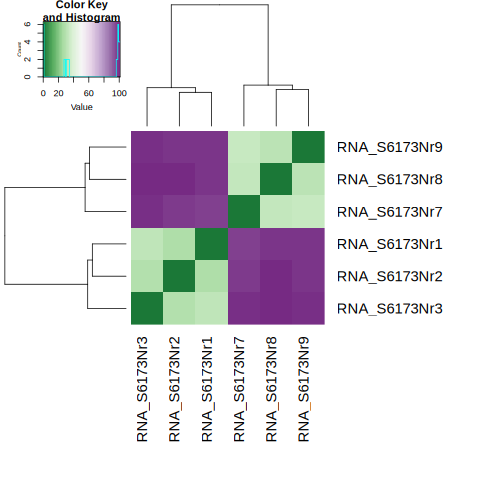 Color Key
and Histogram
Count
0 2 4 6
0 20 60 100
Value
RNA_S6173Nr9
RNA_S6173Nr8
RNA_S6173Nr7
RNA_S6173Nr1
RNA_S6173Nr2
RNA_S6173Nr3
RNA_S6173Nr3
RNA_S6173Nr2
RNA_S6173Nr1
RNA_S6173Nr7
RNA_S6173Nr8
RNA_S6173Nr9